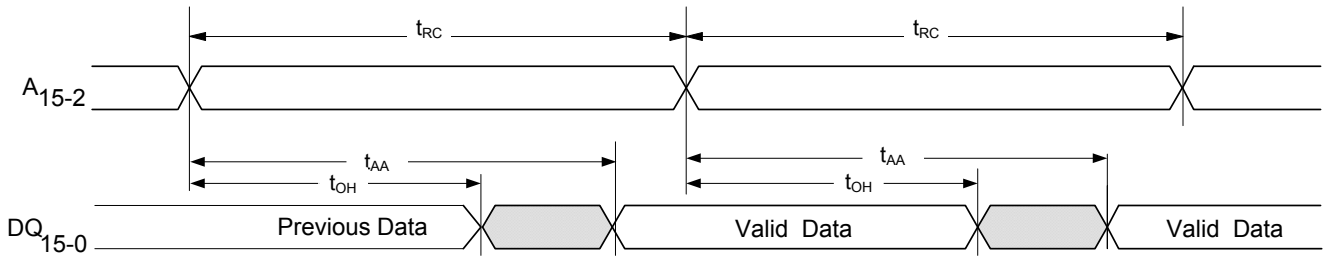 tRC tRC
A15-2
tAA tAA
tOH tOH
DQ15-0 Previous Data Valid Data Valid Data